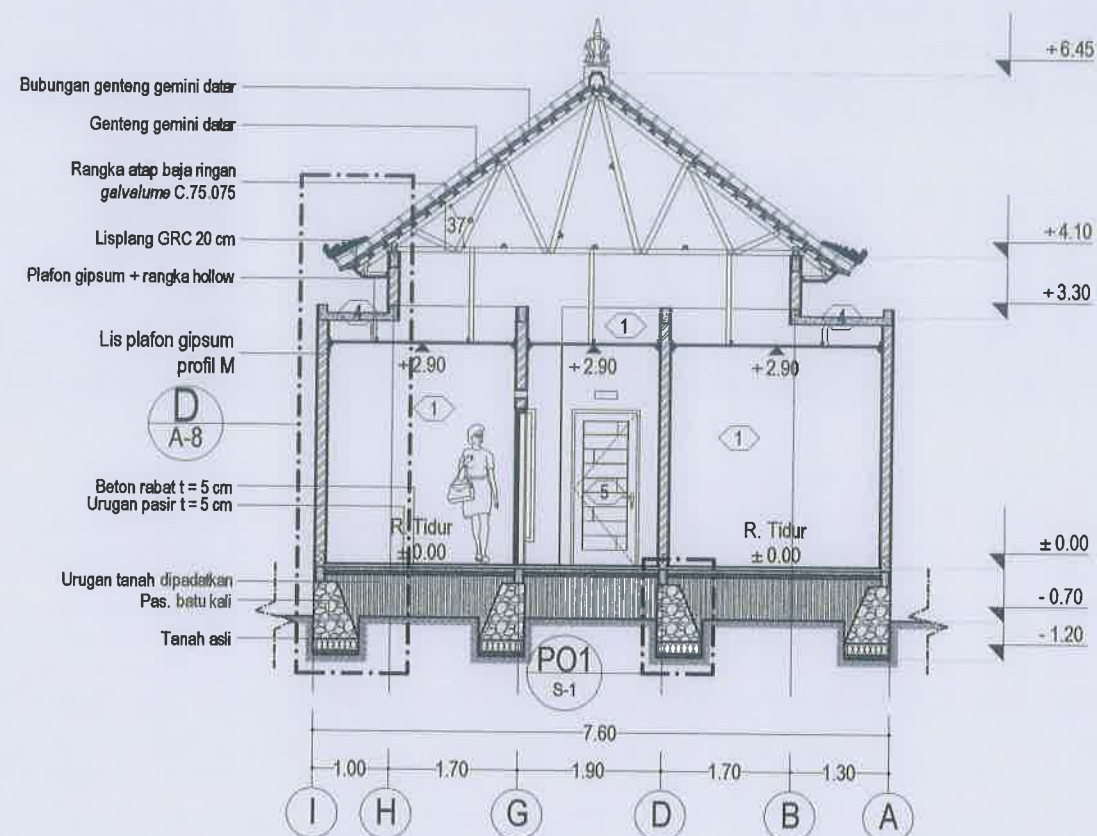 Bubungan genteng gemini datar
Genteng gemini datar
Rangka atap baja ringan
galvalume C.75.075
Lisplang GRC 20 cm
Plafon gipsum + rangka hollow
Lis plafon gipsum
profil M
D
A-8
Beton rabat t = 5 cm
Urugan pasir t = 5 cm
Urugan tanah dipadatkan
Pas. batu kali
Tanah asli
37°
4
1
4
+2.90
+2.90
+2.90
1
1
5
R. Tidur
±0.00
R. Tidur
±0.00
+6.45
+4.10
+3.30
±0.00
-0.70
-1.20
PO1
S-1
7.60
1.00
1.70
1.90
1.70
1.30
I
H
G
D
B
A